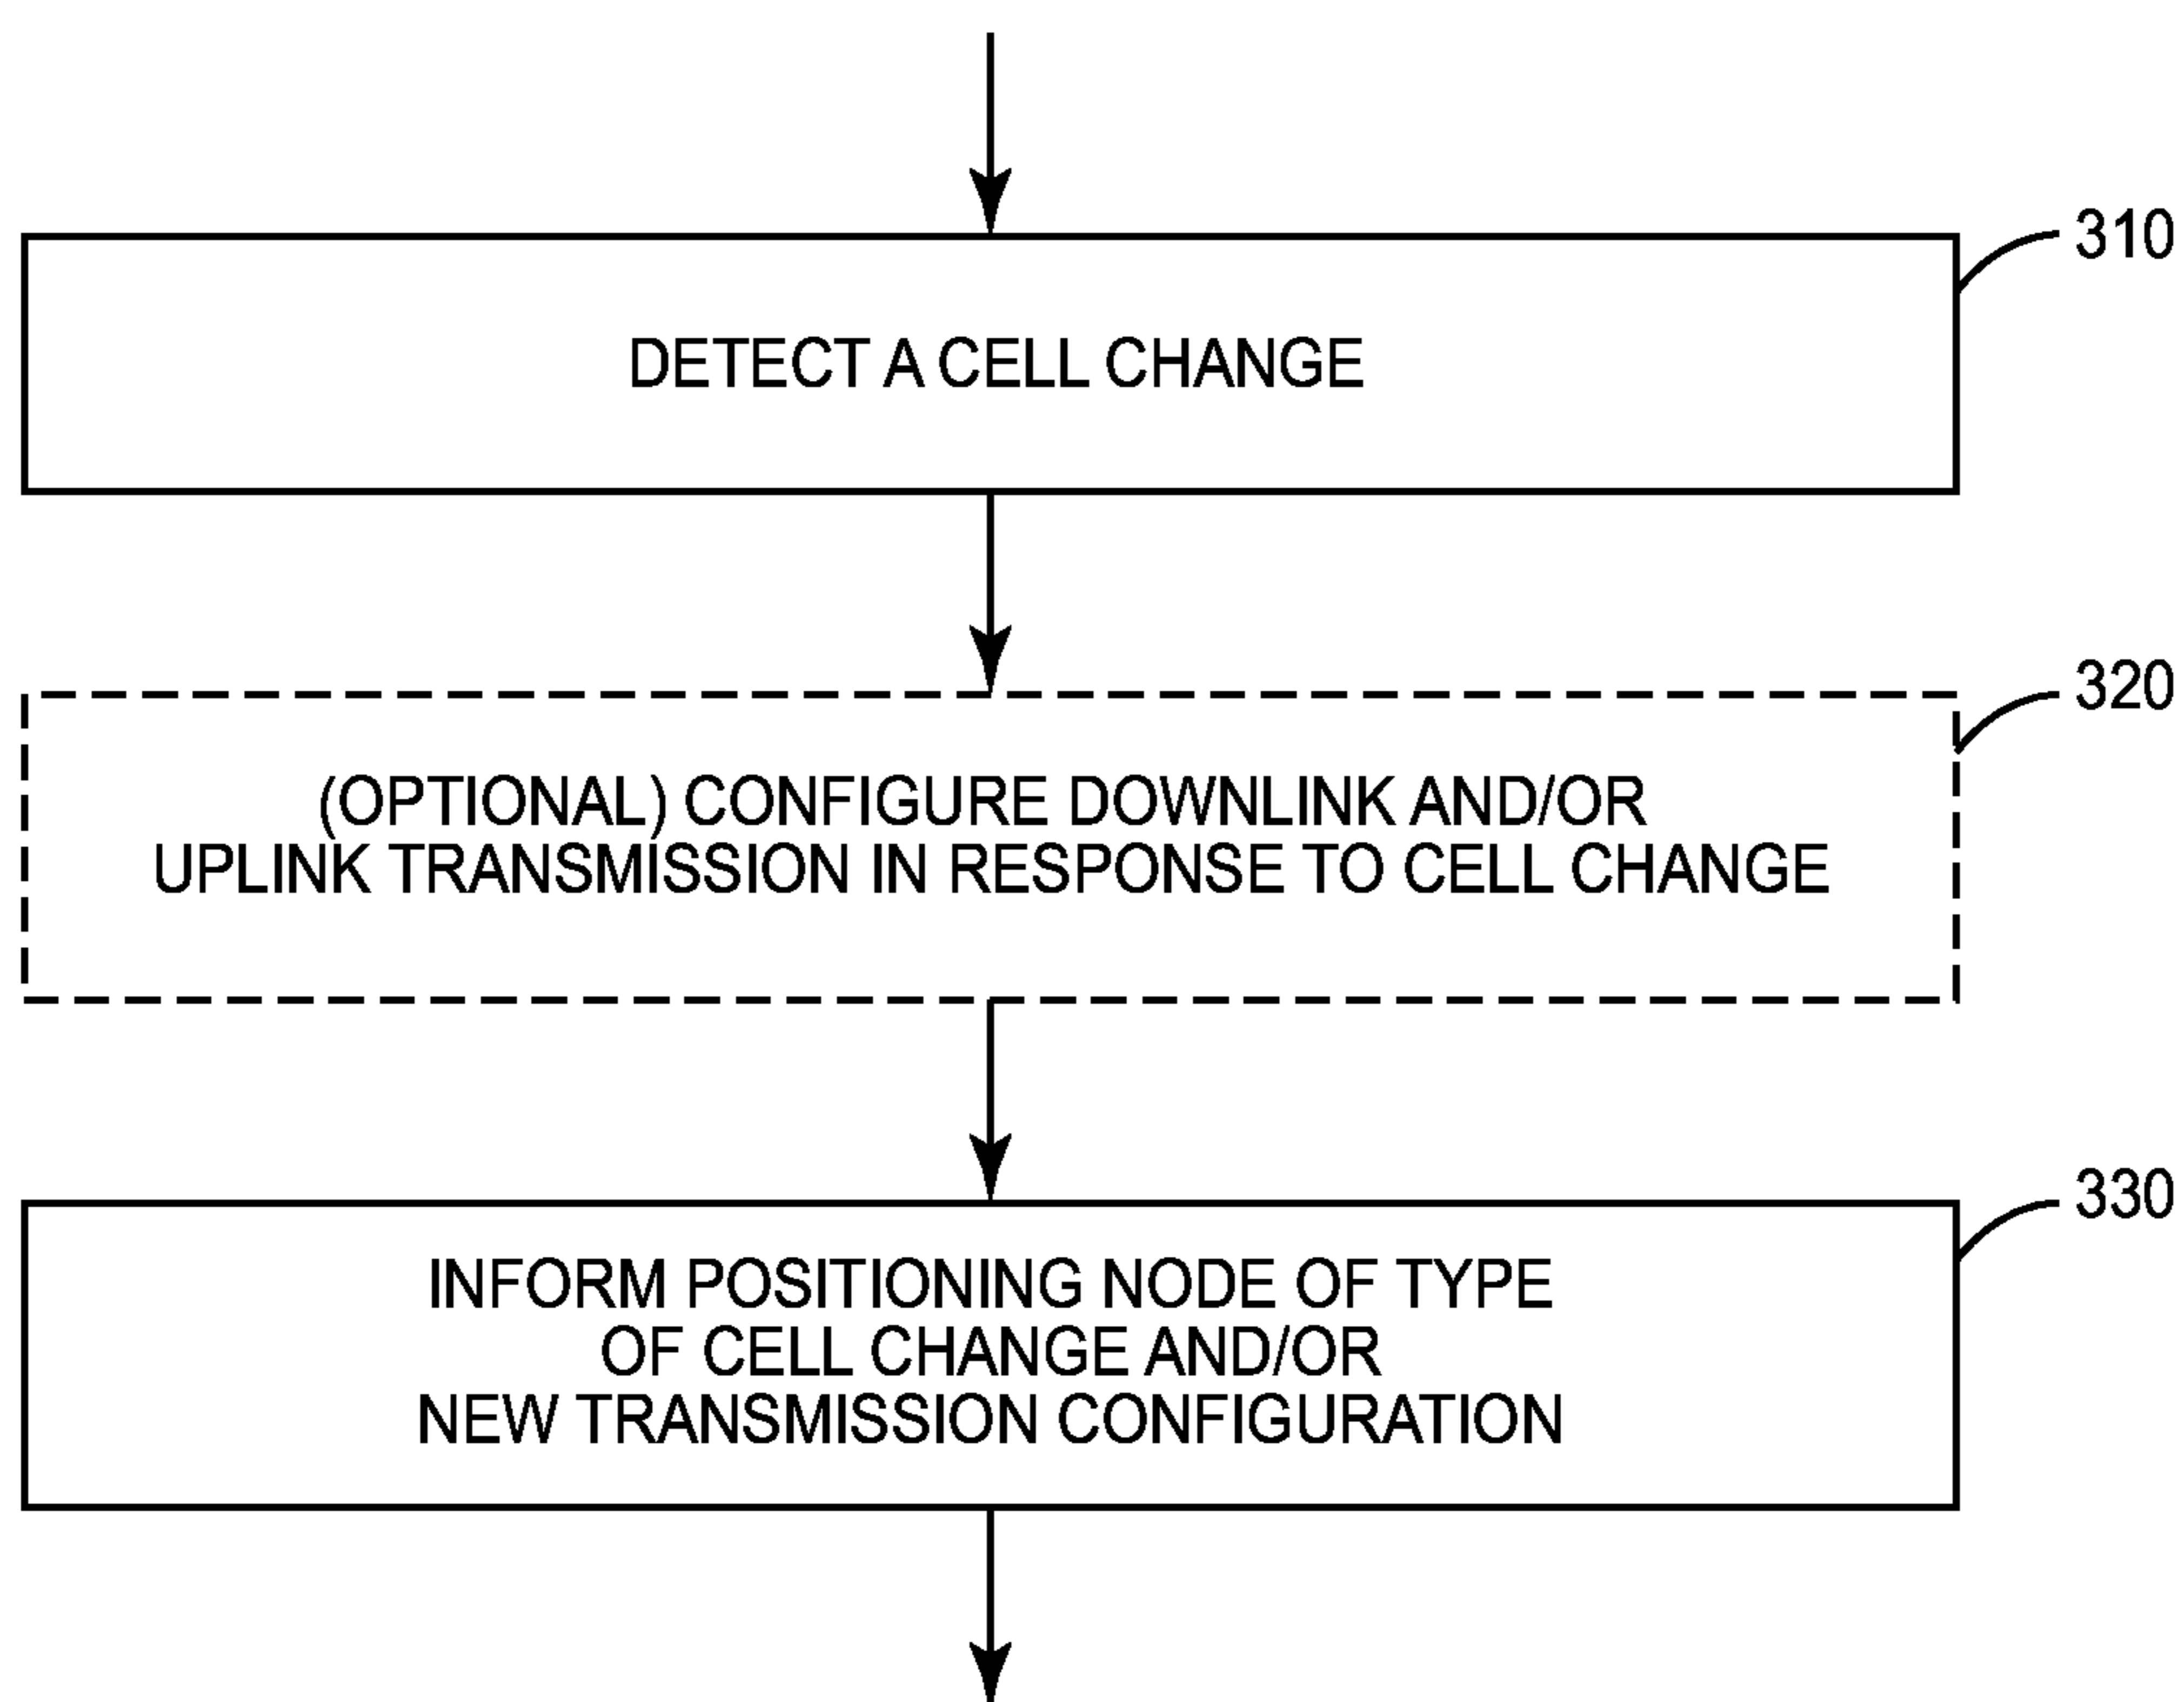 310
DETECT A CELL CHANGE
320
(OPTIONAL) CONFIGURE DOWNLINK AND/OR
UPLINK TRANSMISSION IN RESPONSE TO CELL CHANGE
330
INFORM POSITIONING NODE OF TYPE
OF CELL CHANGE AND/OR
NEW TRANSMISSION CONFIGURATION